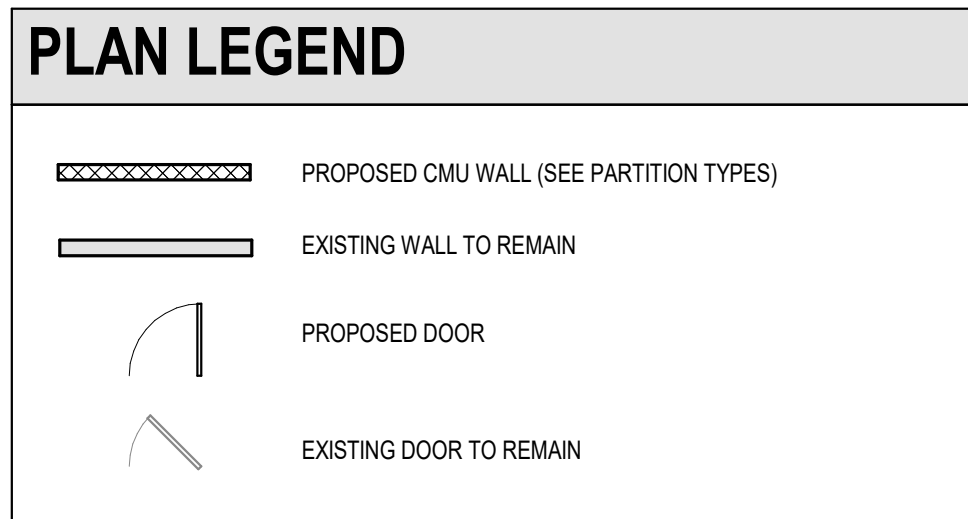 PLAN LEGEND
PROPOSED CMU WALL (SEE PARTITION TYPES)
EXISTING WALL TO REMAIN
PROPOSED DOOR
EXISTING DOOR TO REMAIN